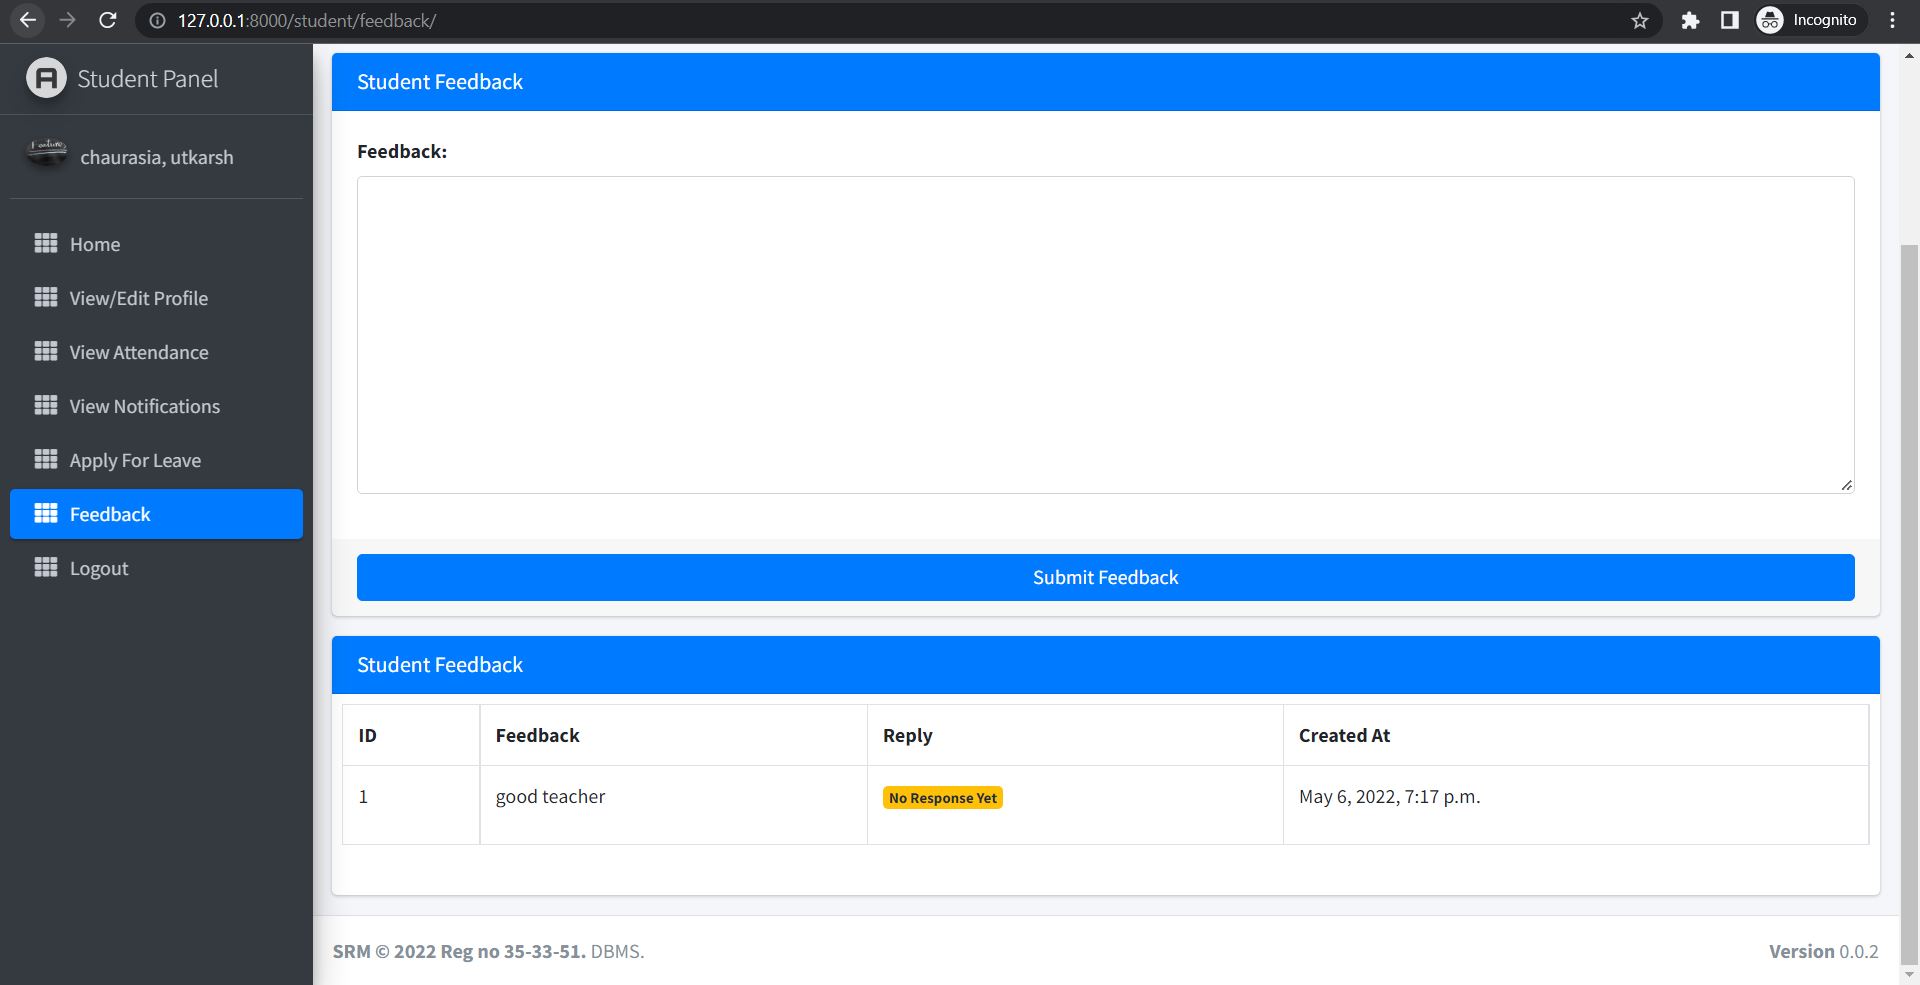 127.0.0.1:8000/student/feedback/
Incognito
Student Panel
chaurasia, utkarsh
Home
View/Edit Profile
View Attendance
View Notifications
Apply For Leave
Feedback
Logout
Student Feedback
Feedback:
Submit Feedback
Student Feedback
ID Feedback Reply Created At
1 good teacher No Response Yet May 6, 2022, 7:17 p.m.
SRM © 2022 Reg no 35-33-51. DBMS.
Version 0.0.2